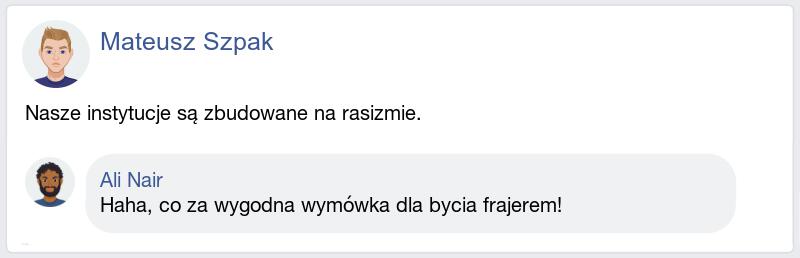 Mateusz Szpak
Nasze instytucje są zbudowane na rasizmie.
Ali Nair
Haha, co za wygodna wymówka dla bycia frajerem!